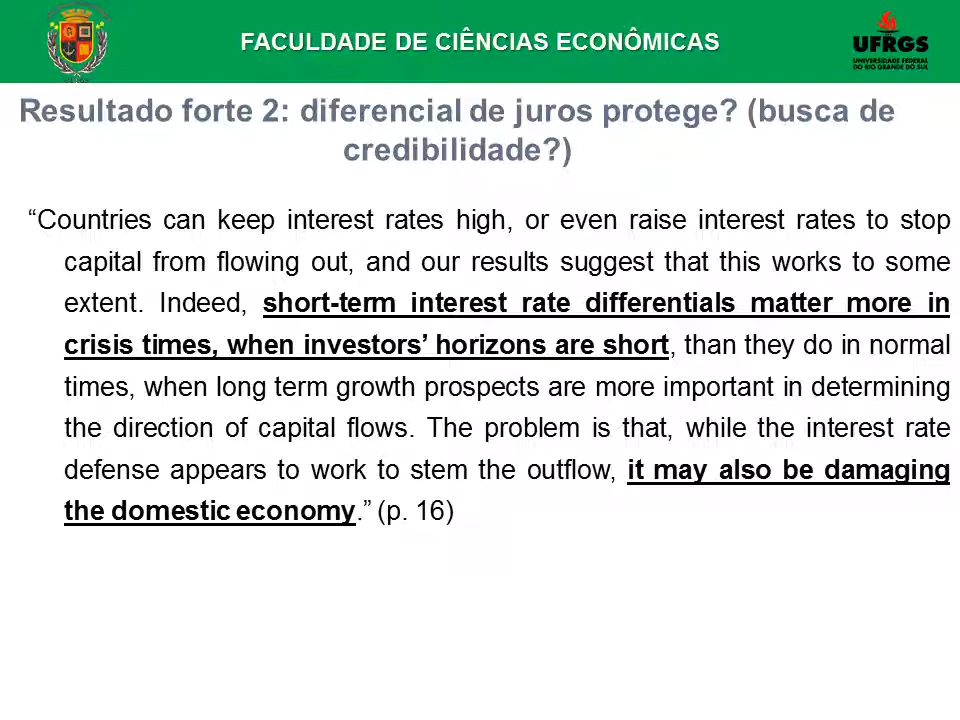 FACULDADE DE CIÊNCIAS ECONÔMICAS
UFRGS
UNIVERSIDADE FEDERAL
DO RIO GRANDE DO SUL
Resultado forte 2: diferencial de juros protege? (busca de
credibilidade?)
“Countries can keep interest rates high, or even raise interest rates to stop
capital from flowing out, and our results suggest that this works to some
extent. Indeed, short-term interest rate differentials matter more in
crisis times, when investors’ horizons are short, than they do in normal
times, when long term growth prospects are more important in determining
the direction of capital flows. The problem is that, while the interest rate
defense appears to work to stem the outflow, it may also be damaging
the domestic economy.” (p. 16)